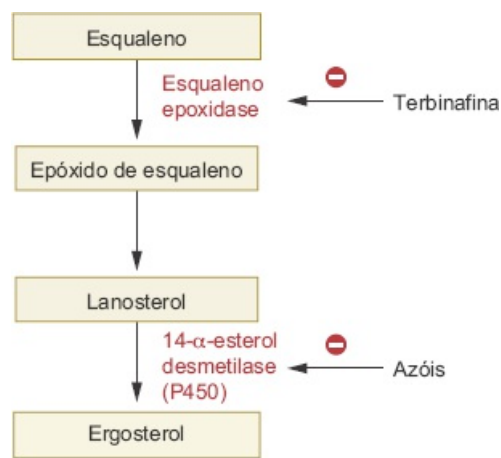 Esqualeno
Esqualeno
epoxidase
Terbinafina
Epóxido de esqualeno
Lanosterol
14-α-esterol
desmetilase
(P450)
Azóis
Ergosterol